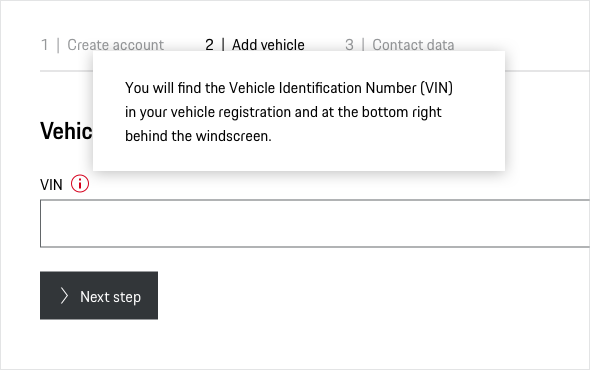 1 | Create account 2 | Add vehicle 3 | Contact data
You will find the Vehicle Identification Number (VIN)
in your vehicle registration and at the bottom right
behind the windscreen.
VIN
Next step